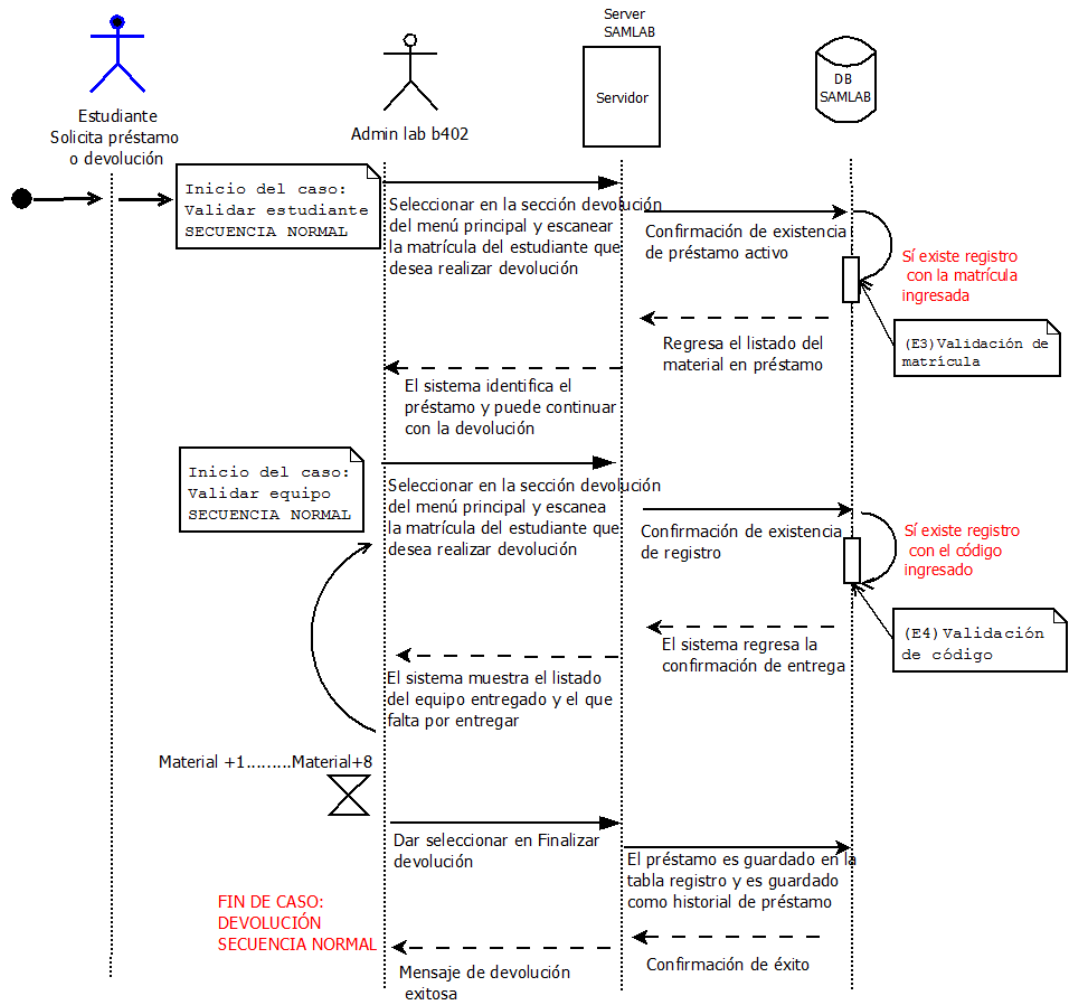 Server
SAMLAB
Servidor
DB
SAMLAB
Estudiante
Solicita préstamo
o devolución
Admin lab b402
Inicio del caso:
Validar estudiante
SECUENCIA NORMAL
Seleccionar en la sección devolución
del menú principal y escanear
la matrícula del estudiante que
desea realizar devolución
Confirmación de existencia
de préstamo activo
Sí existe registro
con la matrícula
ingresada
(E3)Validación de
matrícula
Regresa el listado del
material en préstamo
El sistema identifica el
préstamo y puede continuar
con la devolución
Inicio del caso:
Validar equipo
SECUENCIA NORMAL
Seleccionar en la sección devolución
del menú principal y escanea
la matrícula del estudiante que
desea realizar devolución
Confirmación de existencia
de registro
Sí existe registro
con el código
ingresado
(E4)Validación
de código
El sistema regresa la
confirmación de entrega
El sistema muestra el listado
del equipo entregado y el que
falta por entregar
Material +1.........Material+8
Dar seleccionar en Finalizar
devolución
El préstamo es guardado en la
tabla registro y es guardado
como historial de préstamo
FIN DE CASO:
DEVOLUCIÓN
SECUENCIA NORMAL
Confirmación de éxito
Mensaje de devolución
exitosa